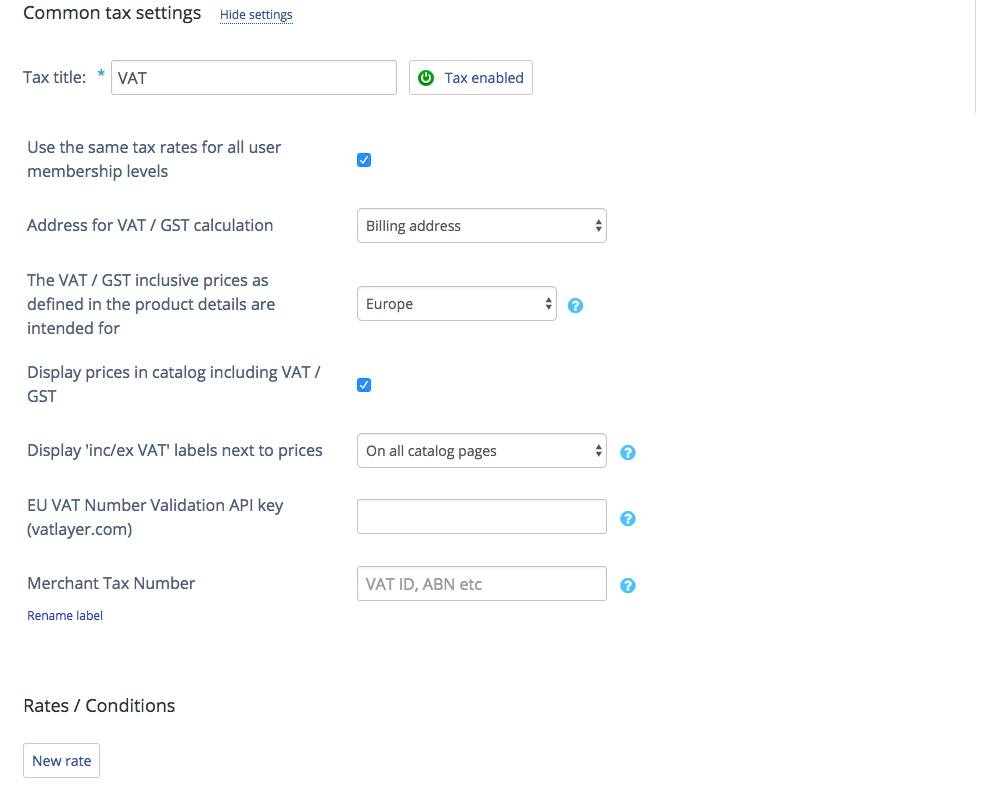 Common tax settings Hide settings
Tax title: * VAT Tax enabled
Use the same tax rates for all user
membership levels
Address for VAT / GST calculation Billing address
The VAT / GST inclusive prices as
defined in the product details are
intended for
Europe ?
Display prices in catalog including VAT /
GST
Display 'inc/ex VAT' labels next to prices On all catalog pages ?
EU VAT Number Validation API key
(vatlayer.com)
?
Merchant Tax Number VAT ID, ABN etc ?
Rename label
Rates / Conditions
New rate